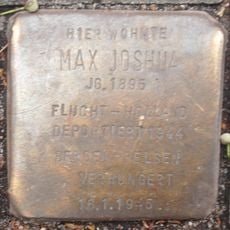 HIER WOHNTE
MAX JOSHUA
JG. 1895
FLUCHT-HOLLAND
DEPORTIERT 1944
BERGEN-BELSEN
VERHUNGERT
16.1.1945